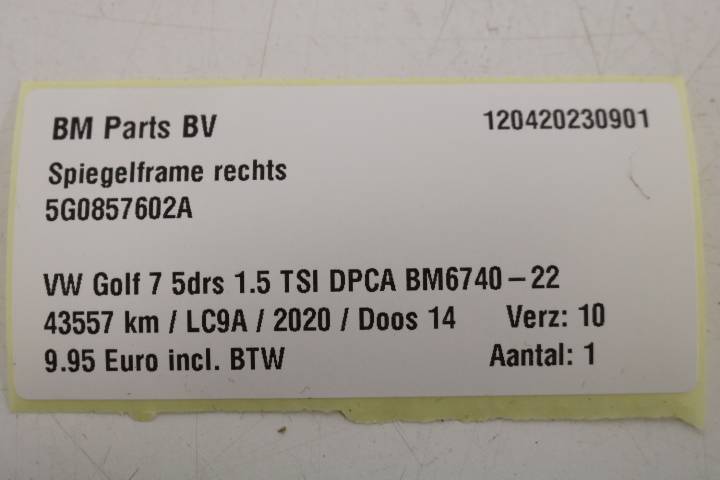 BM Parts BV 120420230901
Spiegelframe rechts
5G0857602A
VW Golf 7 5drs 1.5 TSI DPCA BM6740-22
43557 km / LC9A / 2020 / Doos 14 Verz: 10
9.95 Euro incl. BTW Aantal: 1